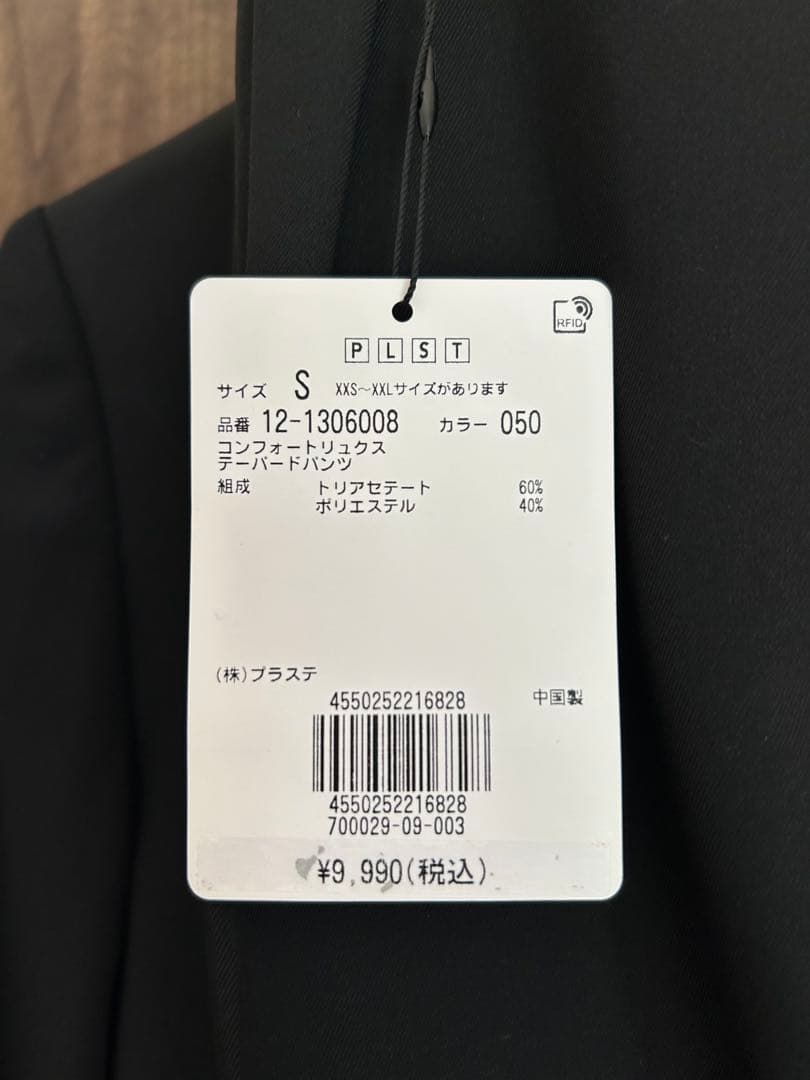 RFID
PLST
サイズ S XXS～XXLサイズがあります
品番 12-1306008 カラー 050
コンフォートリュクス
テーパードパンツ
組成 トリアセテート 60%
ポリエステル 40%
(株)プラステ
4550252216828 中国製
4550252216828
700029-09-003
¥9,990(税込)